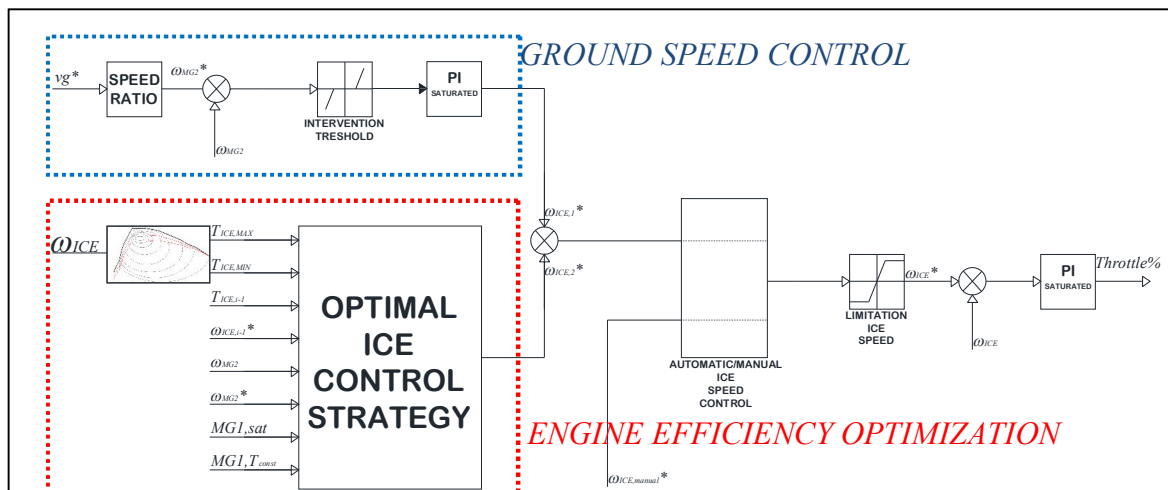 GROUND SPEED CONTROL
vg*
SPEED
RATIO
ωMG2*
ωMG2
INTERVENTION
TRESHOLD
PI
SATURATED
ωICE
TICE,MAX
TICE,MIN
TICE,i-1
ωICE,i-1*
ωMG2
ωMG2*
MG1,sat
MG1,Tconst
OPTIMAL
ICE
CONTROL
STRATEGY
ωICE,1*
ωICE,2*
AUTOMATIC/MANUAL
ICE
SPEED
CONTROL
ωICE,manual*
LIMITATION
ICE
SPEED
ωICE*
ωICE
PI
SATURATED
Throttle%
ENGINE EFFICIENCY OPTIMIZATION